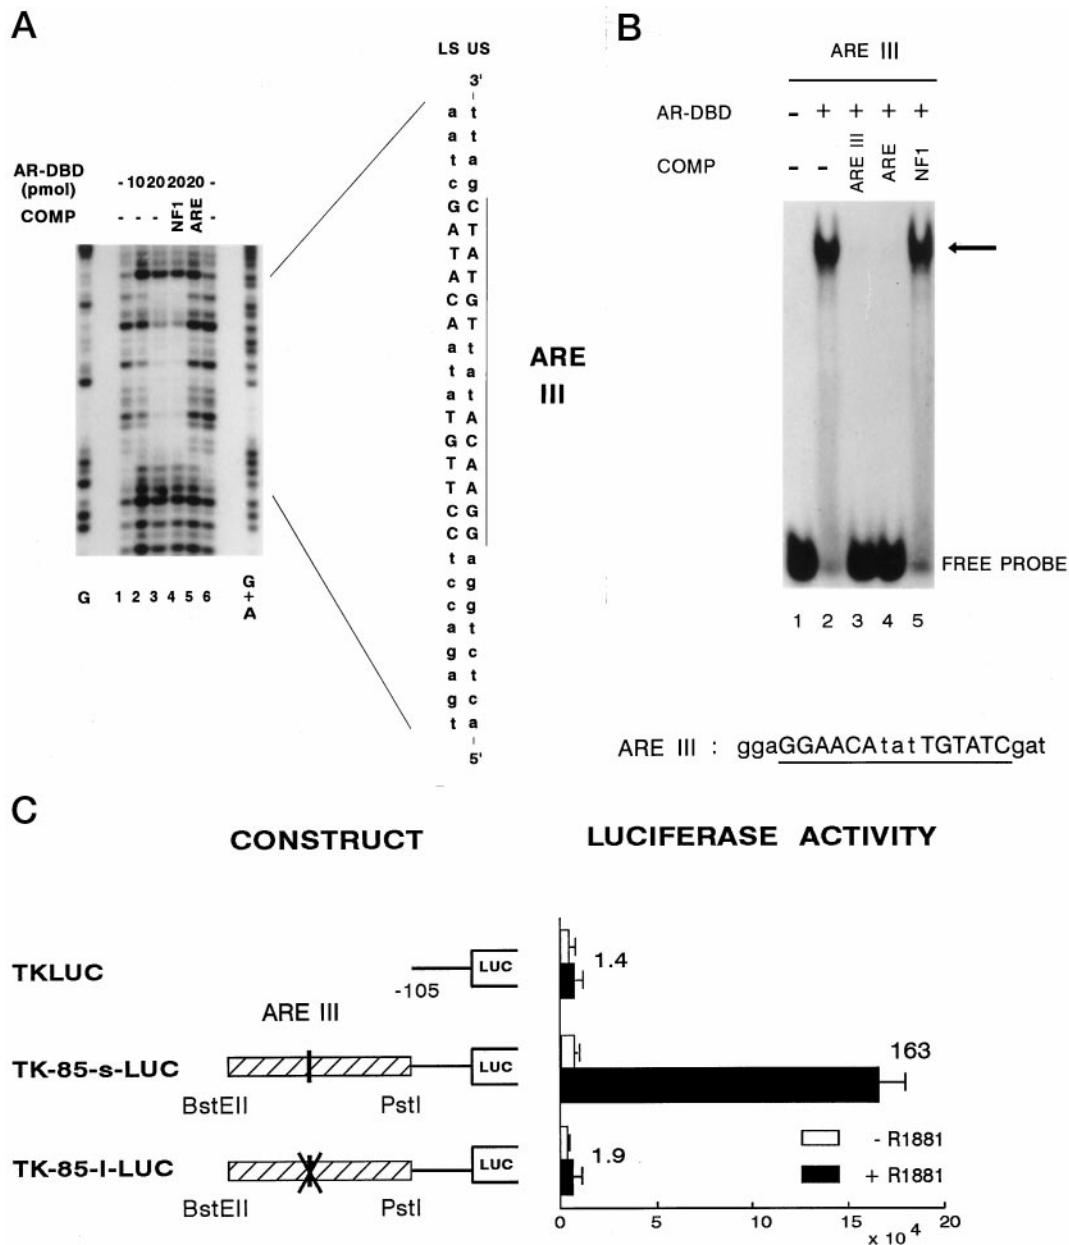 A
LS US
3'
a t
a t
t a
c g
G C
A T
T A
A T
C G
A T
a t
t a
a t
T A
G C
T A
T A
C G
C G
t a
c g
c g
a t
g c
a t
g c
t a
5'
AR-DBD (pmol) - 10 20 20 20 -
COMP - - - NF1 ARE -
G 1 2 3 4 5 6 G + A
ARE III
B
ARE III
AR-DBD - + + + +
COMP - - ARE III ARE NF1
FREE PROBE
1 2 3 4 5
ARE III : ggaGGAACAtatTGTATCgat
C
CONSTRUCT
LUCIFERASE ACTIVITY
TKLUC
-105
LUC
1.4
ARE III
TK-85-s-LUC
LUC
163
BstEII PstI
TK-85-l-LUC
LUC
1.9
BstEII PstI
- R1881
+ R1881
0 5 10 15 20
x 10 4